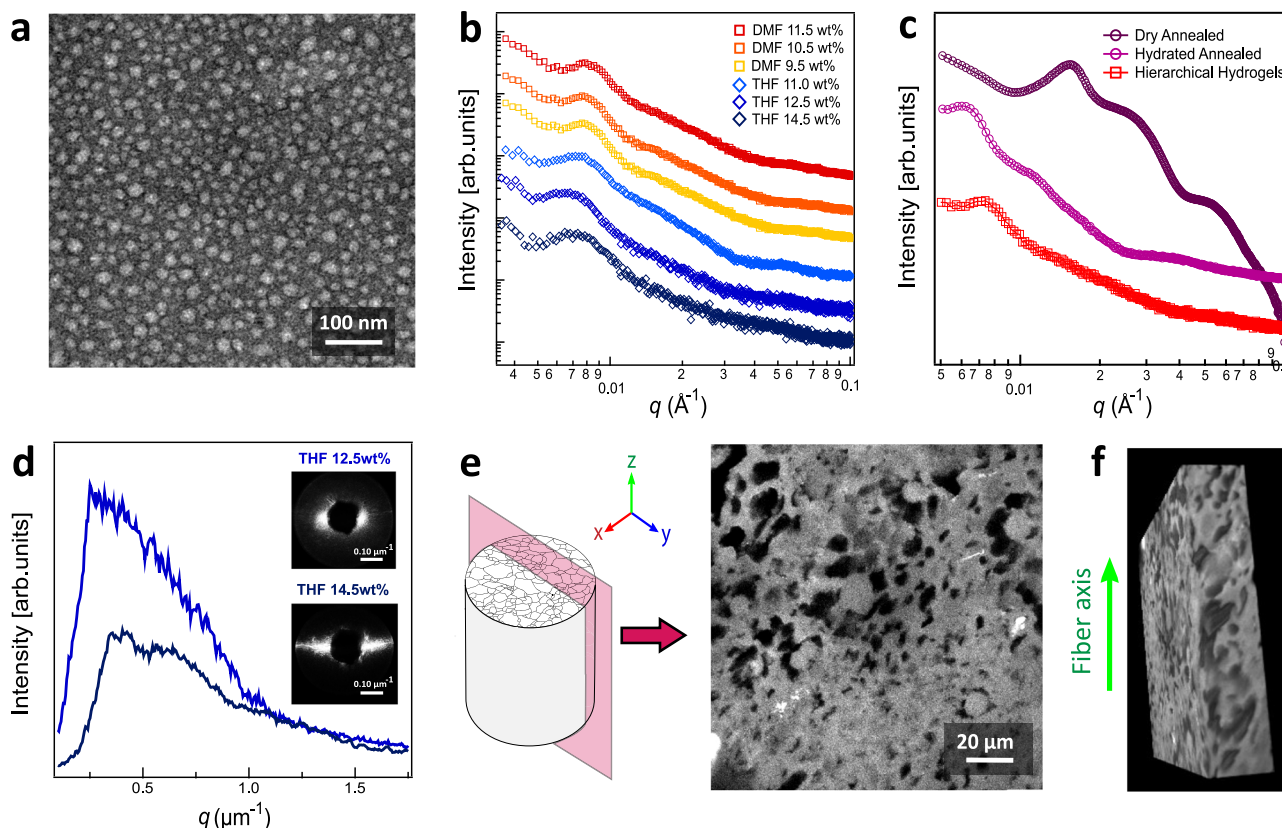 a
100 nm
b
DMF 11.5 wt%
DMF 10.5 wt%
DMF 9.5 wt%
THF 11.0 wt%
THF 12.5 wt%
THF 14.5 wt%
Intensity [arb.units]
4 5 6 7 8 9 0.01 2 3 4 5 6 7 8 0.1
q (Å⁻¹)
c
Dry Annealed
Hydrated Annealed
Hierarchical Hydrogels
Intensity [arb.units]
5 6 7 8 9 0.01 2 3 4 5 6 7 8 9
q (Å⁻¹)
d
THF 12.5wt%
0.10 µm⁻¹
THF 14.5wt%
0.10 µm⁻¹
Intensity [arb.units]
0.5 1.0 1.5
q (µm⁻¹)
e
z
x
y
20 µm
f
Fiber axis